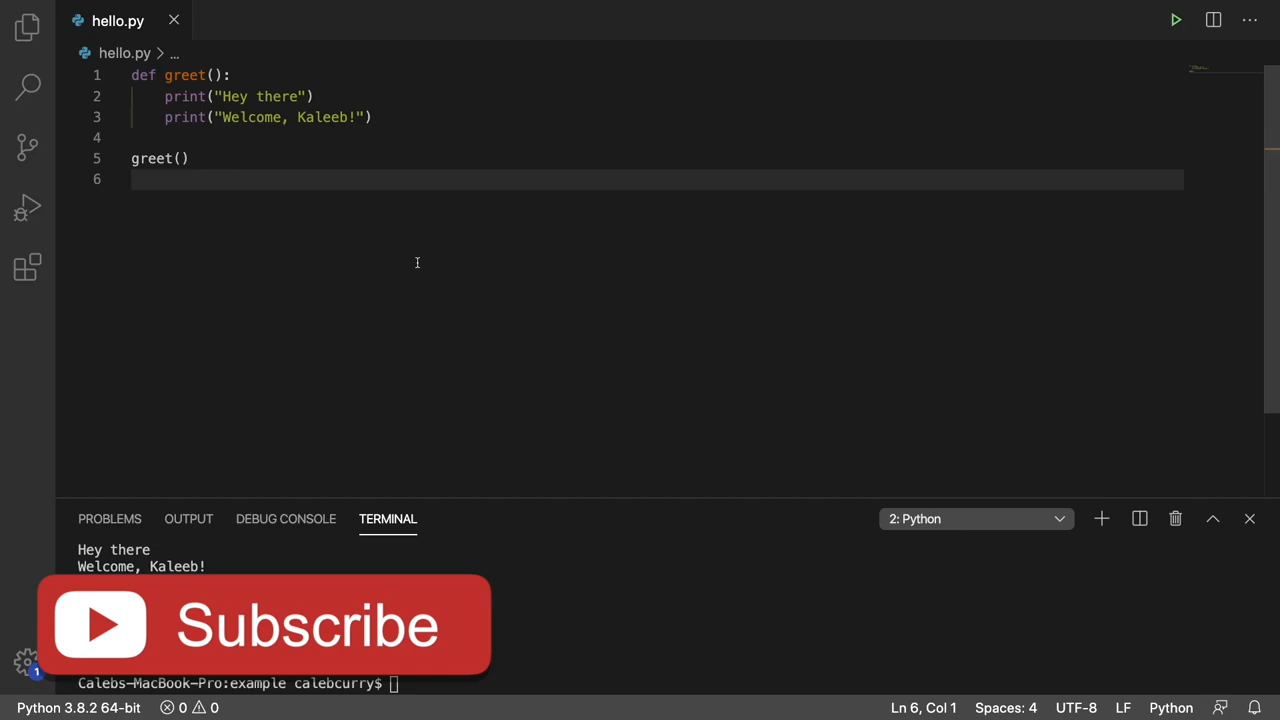 hello.py
hello.py > ...
1 def greet():
2 print("Hey there")
3 print("Welcome, Kaleeb!")
4
5 greet()
6
PROBLEMS OUTPUT DEBUG CONSOLE TERMINAL 2: Python
Hey there
Welcome, Kaleeb!
Subscribe
1
Calebs-MacBook-Pro:example calebcurry$
Python 3.8.2 64-bit 0 0 Ln 6, Col 1 Spaces: 4 UTF-8 LF Python